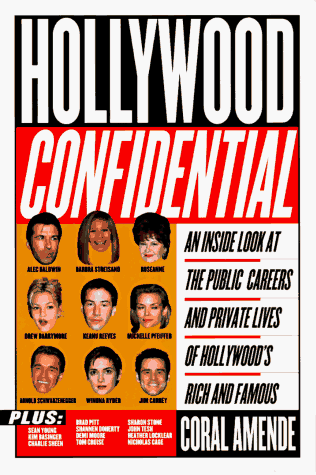 HOLLYWOOD
CONFIDENTIAL
AN INSIDE LOOK AT
THE PUBLIC CAREERS
AND PRIVATE LIVES
OF HOLLYWOOD'S
RICH AND FAMOUS
ALEC BALDWIN BARBRA STREISAND ROSEANNE
DREW BARRYMORE KEANU REEVES MICHELLE PFEIFFER
ARNOLD SCHWARZENEGGER WINONA RYDER JIM CARREY
PLUS:
SEAN YOUNG
KIM BASINGER
CHARLIE SHEEN
BRAD PITT
SHANNEN DOHERTY
DEMI MOORE
TOM CRUISE
SHARON STONE
JOHN TESH
HEATHER LOCKLEAR
NICHOLAS CAGE
CORAL AMENDE